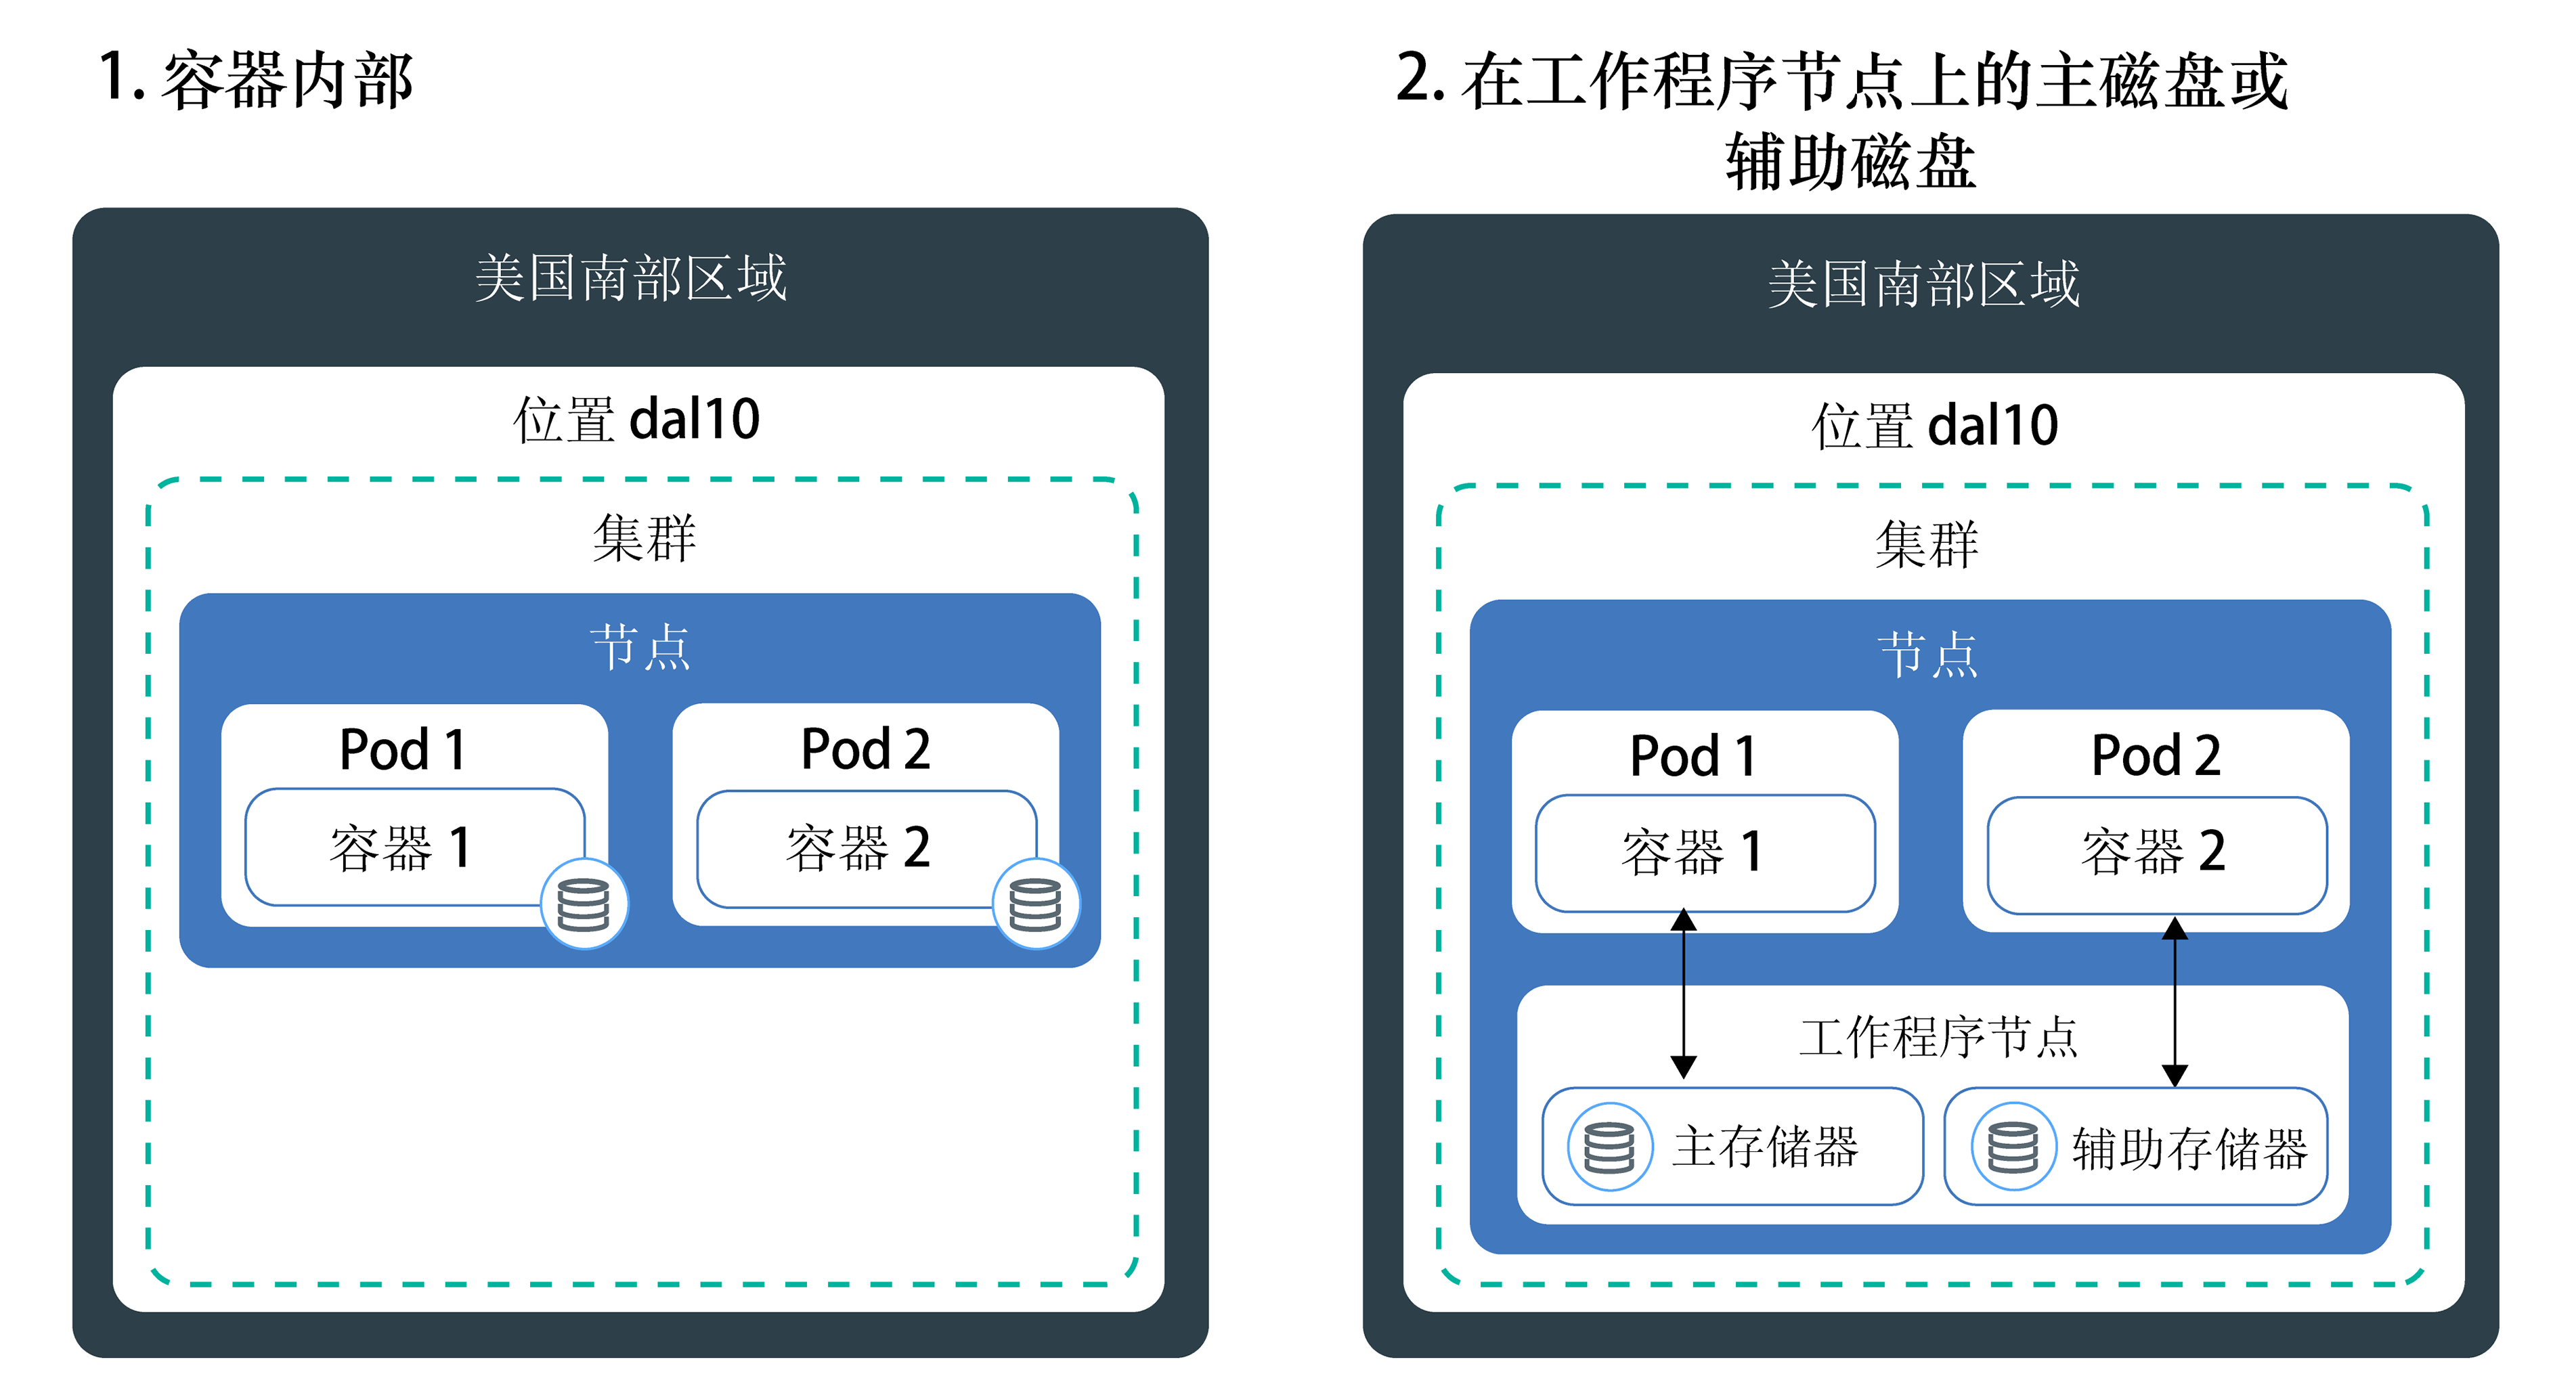 1. 容器内部
美国南部区域
位置 dal10
集群
节点
Pod 1
容器 1
Pod 2
容器 2
2. 在工作程序节点上的主磁盘或
辅助磁盘
美国南部区域
位置 dal10
集群
节点
Pod 1
容器 1
Pod 2
容器 2
工作程序节点
主存储器
辅助存储器